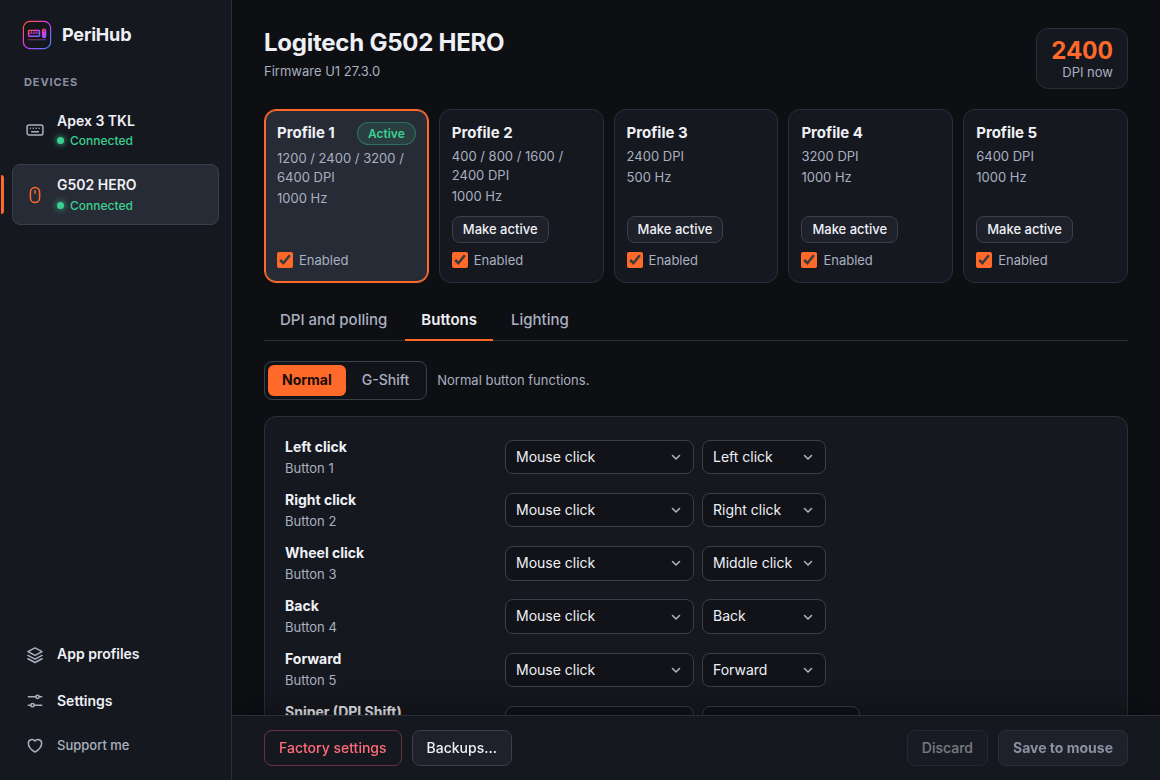 PeriHub
DEVICES
Apex 3 TKL
Connected
G502 HERO
Connected
App profiles
Settings
Support me
Logitech G502 HERO
Firmware U1 27.3.0
2400
DPI now
Profile 1
Active
1200 / 2400 / 3200 /
6400 DPI
1000 Hz
Enabled
Profile 2
400 / 800 / 1600 /
2400 DPI
1000 Hz
Make active
Enabled
Profile 3
2400 DPI
500 Hz
Make active
Enabled
Profile 4
3200 DPI
1000 Hz
Make active
Enabled
Profile 5
6400 DPI
1000 Hz
Make active
Enabled
DPI and polling
Buttons
Lighting
Normal
G-Shift
Normal button functions.
Left click
Button 1
Mouse click
Left click
Right click
Button 2
Mouse click
Right click
Wheel click
Button 3
Mouse click
Middle click
Back
Button 4
Mouse click
Back
Forward
Button 5
Mouse click
Forward
Sniper (DPI Shift)
Factory settings
Backups...
Discard
Save to mouse